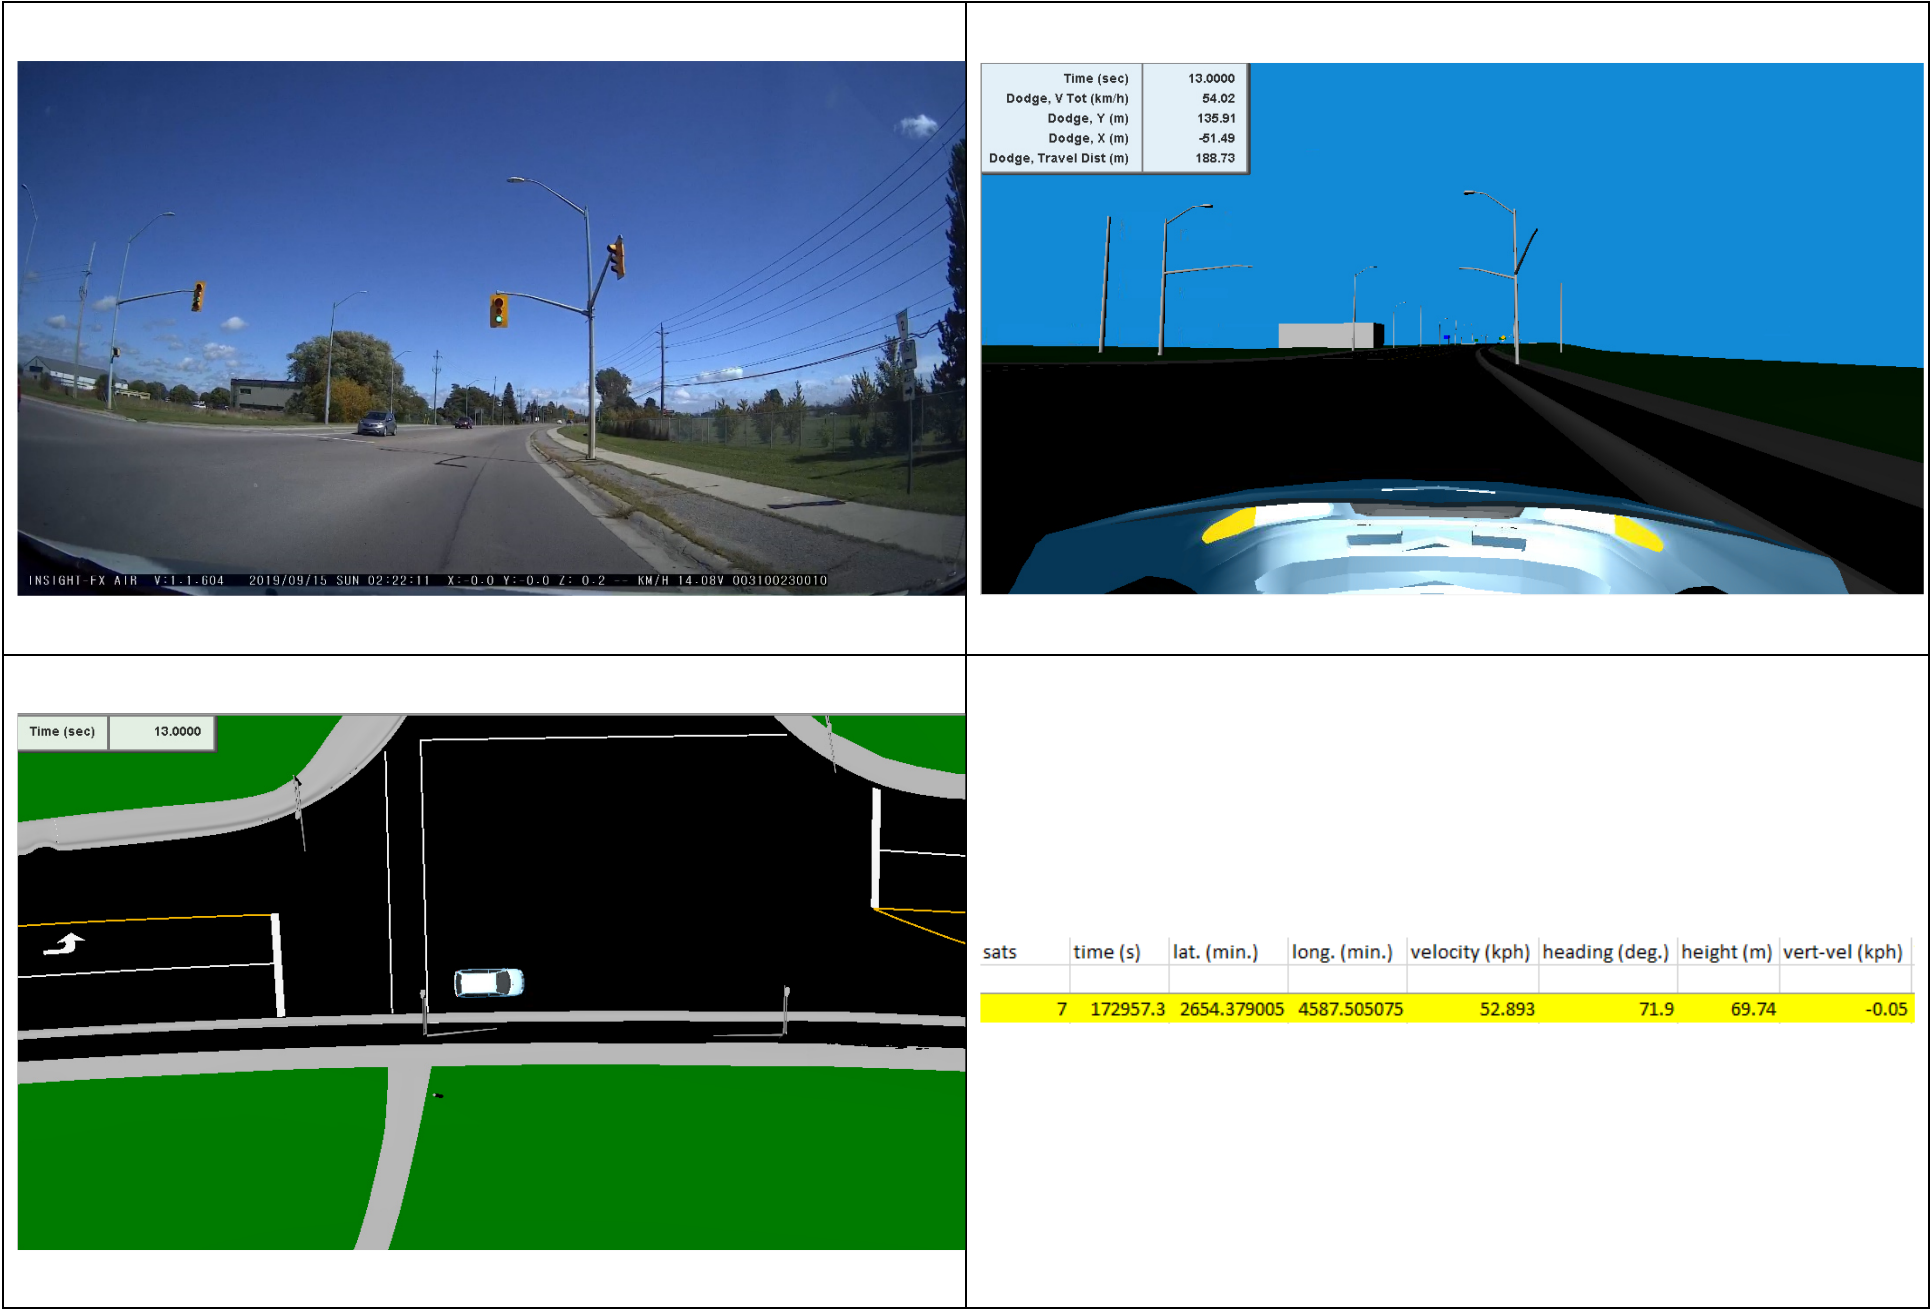 INSIGHT-FX AIR V:1.1.604 2019/09/15 SUN 02:22:11 X:-0.0 Y:-0.0 Z: 0.2 -- KM/H 14.08V 003100230010
Time (sec) 13.0000
Dodge, V Tot (km/h) 54.02
Dodge, Y (m) 135.91
Dodge, X (m) -51.49
Dodge, Travel Dist (m) 188.73
Time (sec) 13.0000
sats time (s) lat. (min.) long. (min.) velocity (kph) heading (deg.) height (m) vert-vel (kph)
7 172957.3 2654.379005 4587.505075 52.893 71.9 69.74 -0.05